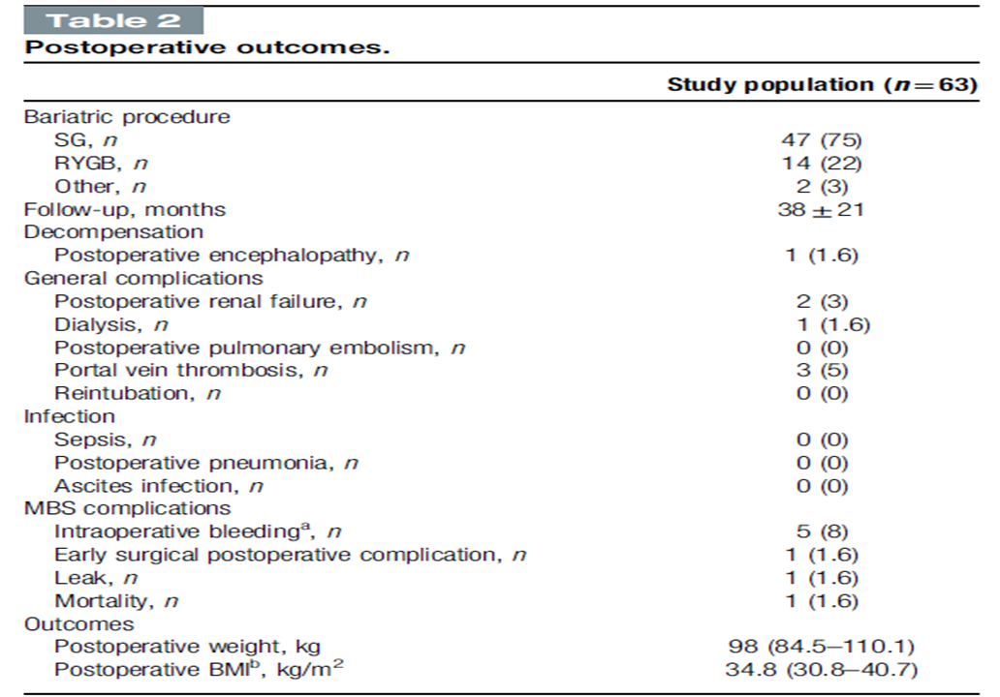 Table 2
Postoperative outcomes.
Study population (n = 63)
Bariatric procedure
SG, n 47 (75)
RYGB, n 14 (22)
Other, n 2 (3)
Follow-up, months 38 ± 21
Decompensation
Postoperative encephalopathy, n 1 (1.6)
General complications
Postoperative renal failure, n 2 (3)
Dialysis, n 1 (1.6)
Postoperative pulmonary embolism, n 0 (0)
Portal vein thrombosis, n 3 (5)
Reintubation, n 0 (0)
Infection
Sepsis, n 0 (0)
Postoperative pneumonia, n 0 (0)
Ascites infection, n 0 (0)
MBS complications
Intraoperative bleedingᵃ, n 5 (8)
Early surgical postoperative complication, n 1 (1.6)
Leak, n 1 (1.6)
Mortality, n 1 (1.6)
Outcomes
Postoperative weight, kg 98 (84.5–110.1)
Postoperative BMIᵇ, kg/m² 34.8 (30.8–40.7)